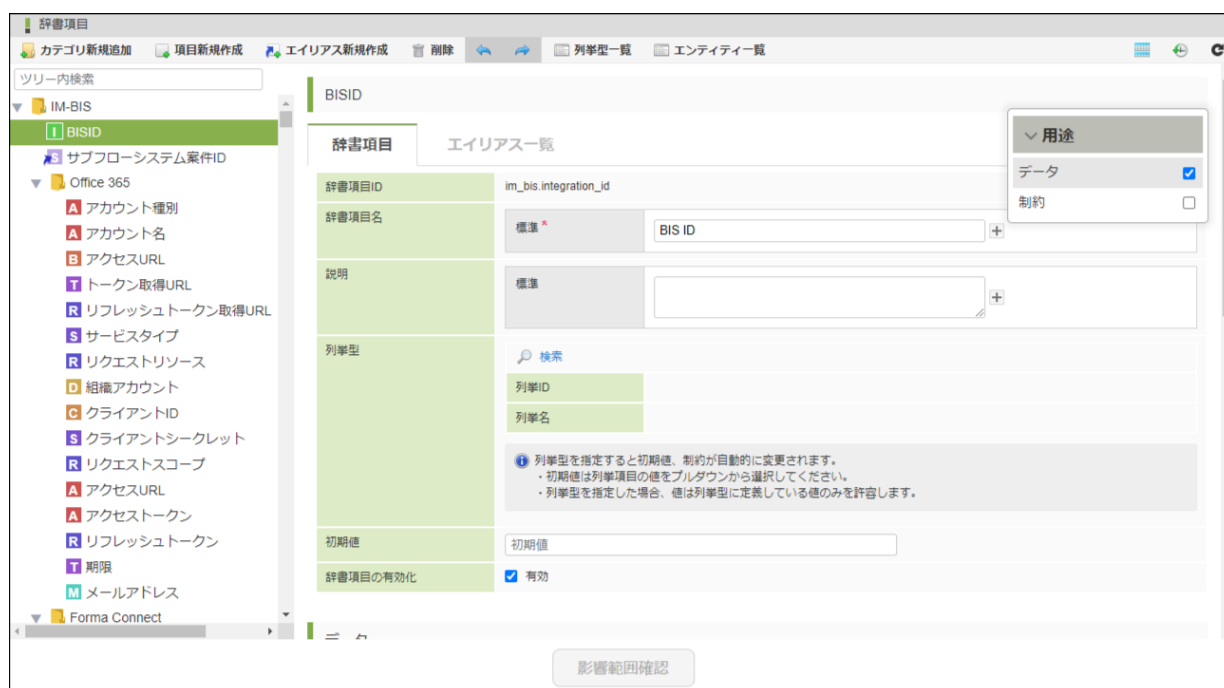 辞書項目
カテゴリ新規追加 項目新規作成 エイリアス新規作成 削除 列挙型一覧 エンティティ一覧
ツリー内検索
IM-BIS
I BISID
S サブフローシステム案件ID
Office 365
A アカウント種別
A アカウント名
B アクセスURL
T トークン取得URL
R リフレッシュトークン取得URL
S サービスタイプ
R リクエストリソース
D 組織アカウント
C クライアントID
S クライアントシークレット
R リクエストスコープ
A アクセスURL
A アクセストークン
R リフレッシュトークン
T 期限
M メールアドレス
Forma Connect
BISID
辞書項目 エイリアス一覧
辞書項目ID im_bis.integration_id
辞書項目名 標準 * BIS ID
説明 標準
列挙型 検索
列挙ID
列挙名
列挙型を指定すると初期値、制約が自動的に変更されます。
・初期値は列挙項目の値をプルダウンから選択してください。
・列挙型を指定した場合、値は列挙型に定義している値のみを許容します。
初期値 初期値
辞書項目の有効化 有効
用途
データ
制約
影響範囲確認